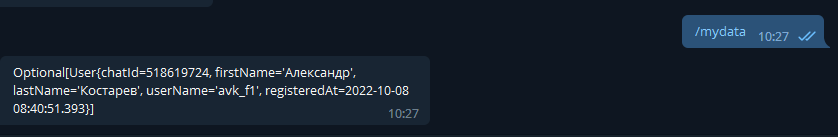 /mydata 10:27
Optional[User{chatId=518619724, firstName='Александр',
lastName='Костарев', userName='avk_f1', registeredAt=2022-10-08
08:40:51.393}]
10:27